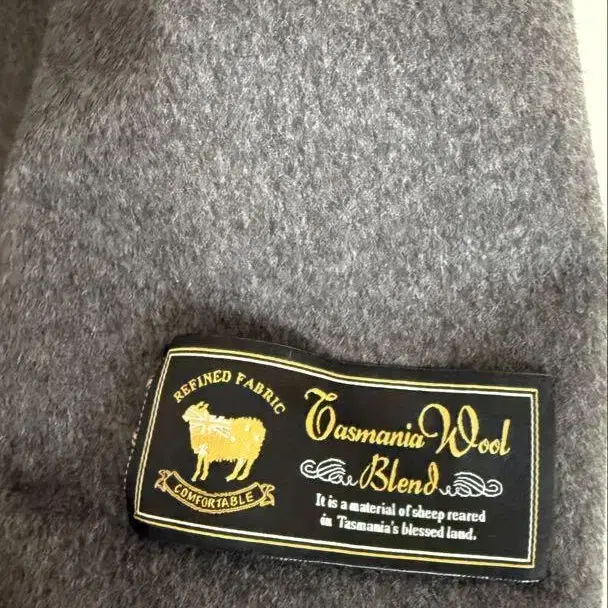 REFINED FABRIC
COMFORTABLE
Tasmania Wool
Blend
It is a material of sheep reared
in Tasmania's blessed land.